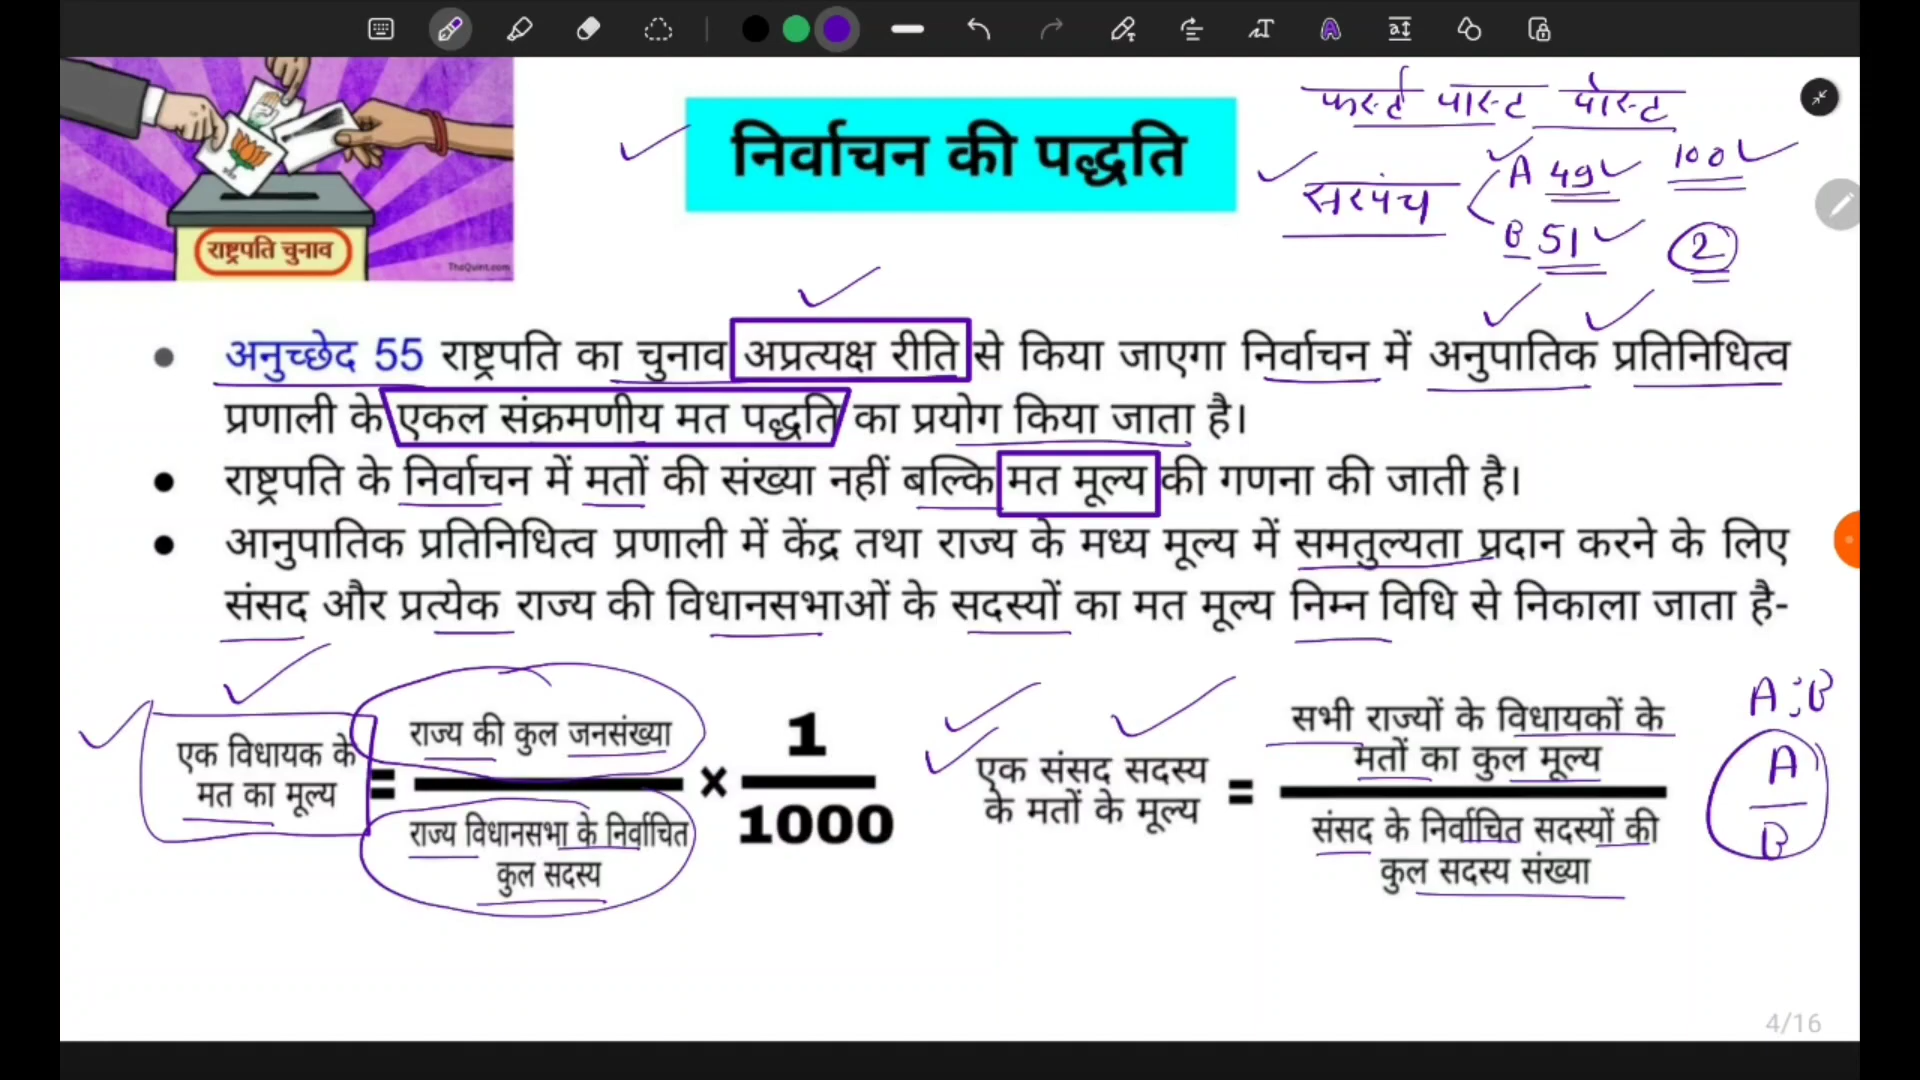 फर्स्ट पास्ट पोस्ट
निर्वाचन की पद्धति
सरपंच
A 49 100
B 51 2
राष्ट्रपति चुनाव
TheQuint.com
• अनुच्छेद 55 राष्ट्रपति का चुनाव अप्रत्यक्ष रीति से किया जाएगा निर्वाचन में अनुपातिक प्रतिनिधित्व
प्रणाली के एकल संक्रमणीय मत पद्धति का प्रयोग किया जाता है।
• राष्ट्रपति के निर्वाचन में मतों की संख्या नहीं बल्कि मत मूल्य की गणना की जाती है।
• आनुपातिक प्रतिनिधित्व प्रणाली में केंद्र तथा राज्य के मध्य मूल्य में समतुल्यता प्रदान करने के लिए
संसद और प्रत्येक राज्य की विधानसभाओं के सदस्यों का मत मूल्य निम्न विधि से निकाला जाता है-
एक विधायक के
मत का मूल्य
=
राज्य की कुल जनसंख्या
राज्य विधानसभा के निर्वाचित
कुल सदस्य
×
1
1000
एक संसद सदस्य
के मतों के मूल्य
=
सभी राज्यों के विधायकों के
मतों का कुल मूल्य
संसद के निर्वाचित सदस्यों की
कुल सदस्य संख्या
A : B
A
B
4/16